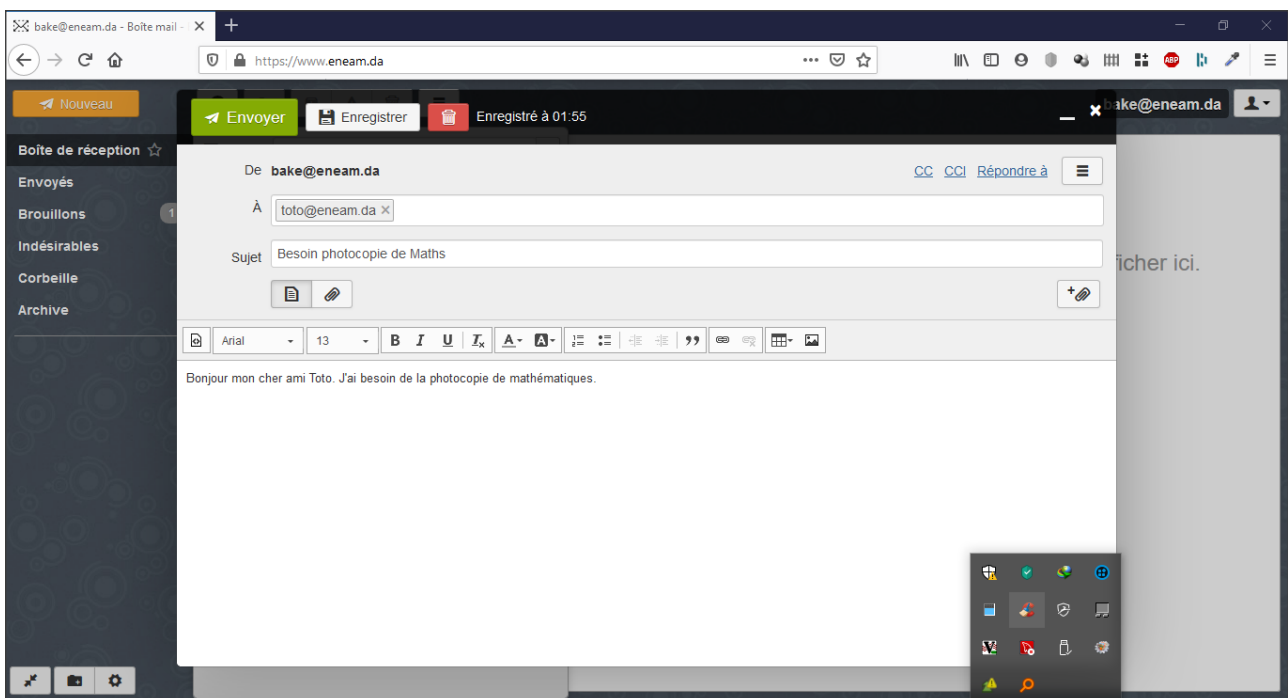 bake@eneam.da - Boîte mail -
https://www.eneam.da
Nouveau
bake@eneam.da
Envoyer Enregistrer Enregistré à 01:55
Boîte de réception
Envoyés
Brouillons 1
Indésirables
Corbeille
Archive
De bake@eneam.da CC CCI Répondre à
À toto@eneam.da
Sujet Besoin photocopie de Maths
ficher ici.
Arial 13 B I U
Bonjour mon cher ami Toto. J'ai besoin de la photocopie de mathématiques.